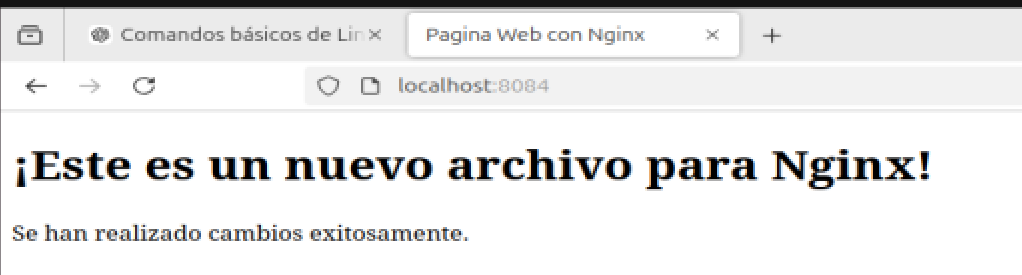 Comandos básicos de Lin
Pagina Web con Nginx
localhost:8084
¡Este es un nuevo archivo para Nginx!
Se han realizado cambios exitosamente.